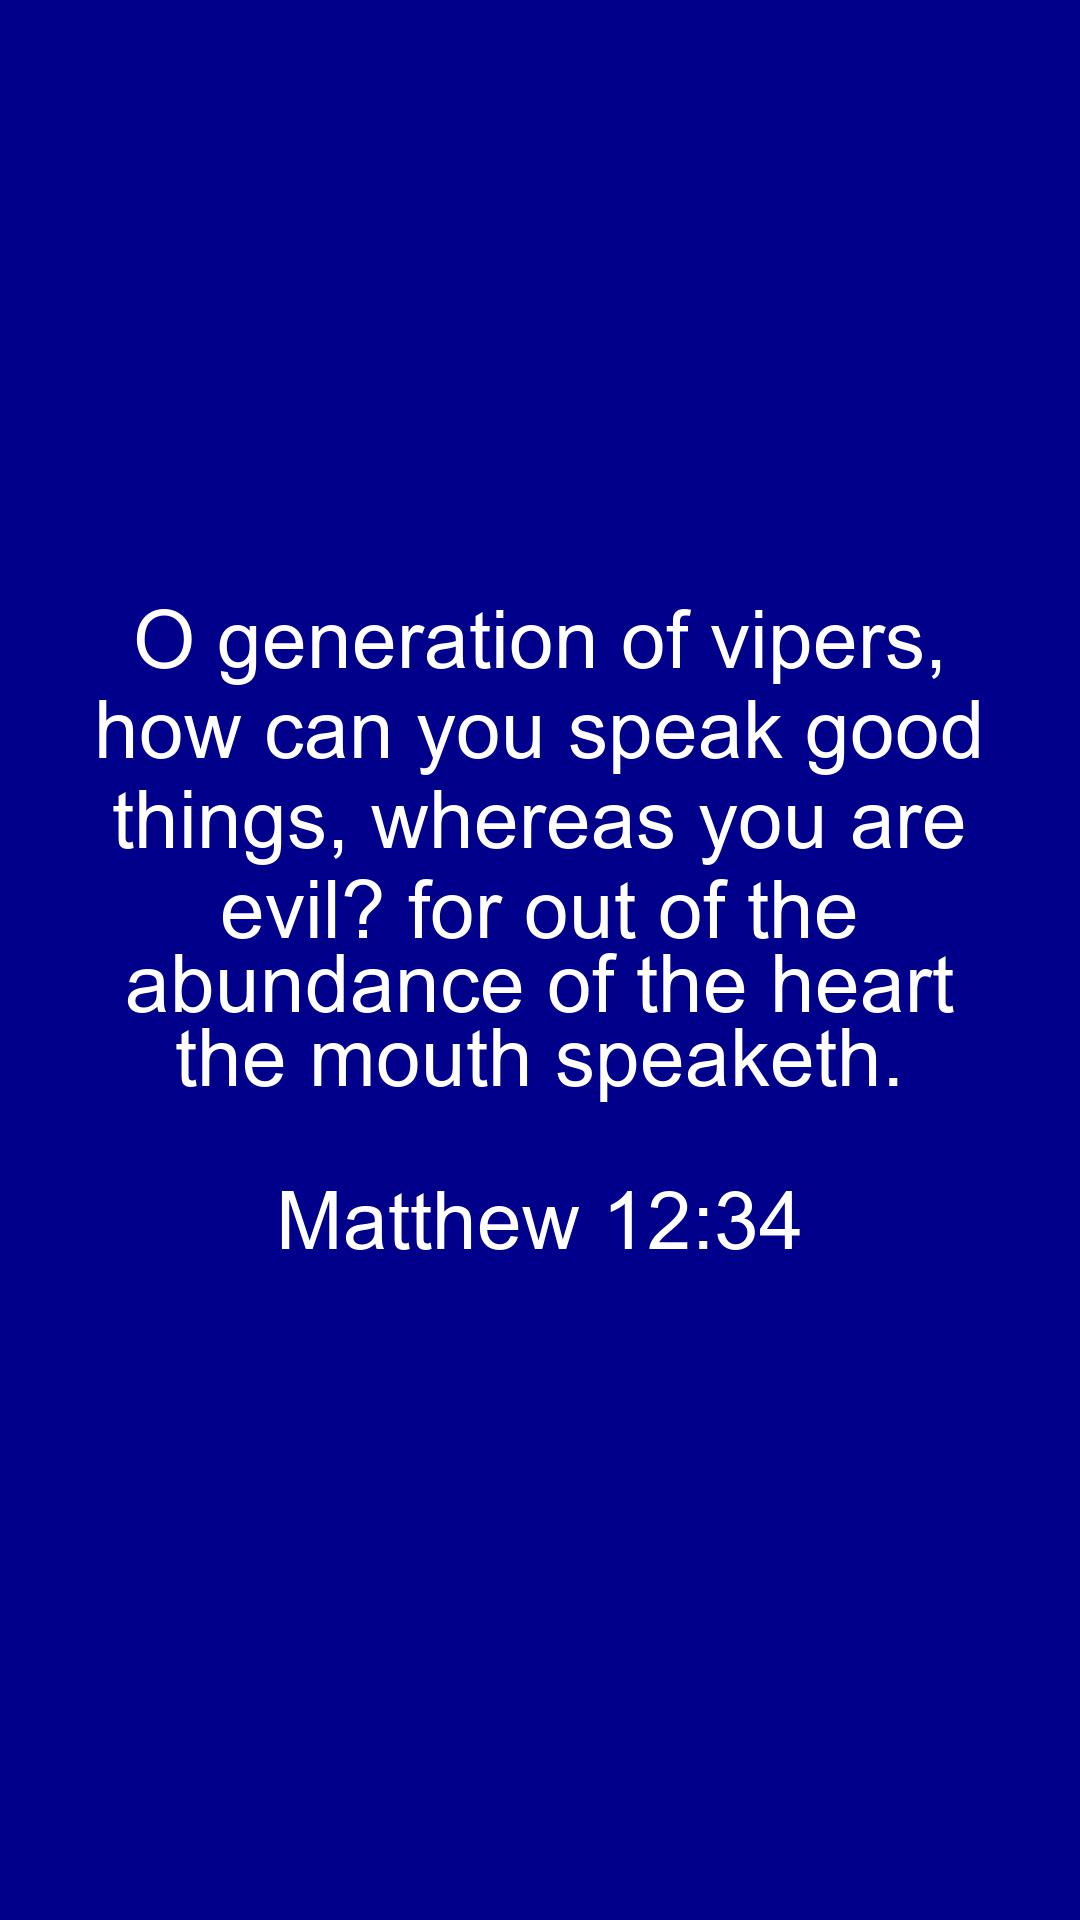 O generation of vipers,
how can you speak good
things, whereas you are
evil? for out of the
abundance of the heart
the mouth speaketh.
Matthew 12:34